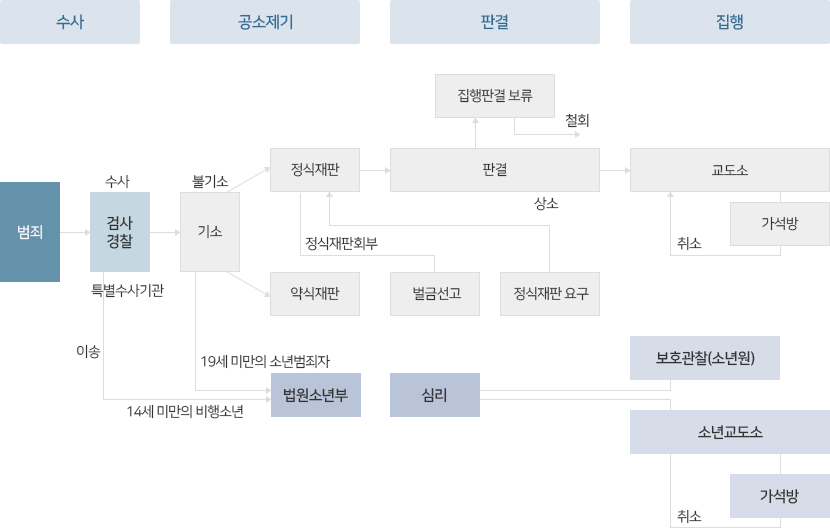 수사
공소제기
판결
집행
집행판결 보류
철회
정식재판
판결
교도소
수사
불기소
범죄
검사
경찰
기소
상소
가석방
정식재판회부
취소
특별수사기관
약식재판
벌금선고
정식재판 요구
이송
19세 미만의 소년범죄자
보호관찰(소년원)
법원소년부
심리
14세 미만의 비행소년
소년교도소
가석방
취소